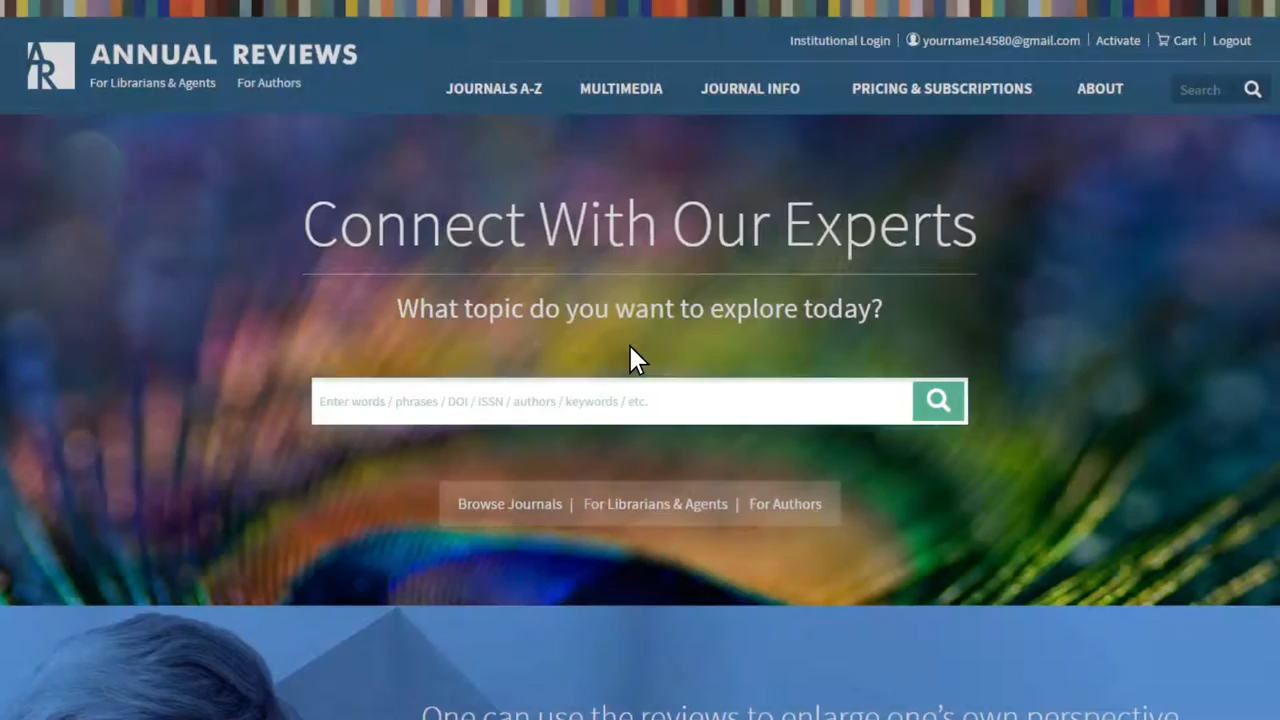 Institutional Login | yourname14580@gmail.com | Activate | Cart | Logout
AR ANNUAL REVIEWS
For Librarians & Agents For Authors
JOURNALS A-Z MULTIMEDIA JOURNAL INFO PRICING & SUBSCRIPTIONS ABOUT Search
Connect With Our Experts
What topic do you want to explore today?
Enter words / phrases / DOI / ISSN / authors / keywords / etc.
Browse Journals | For Librarians & Agents | For Authors
One can use the reviews to enlarge one's own perspective